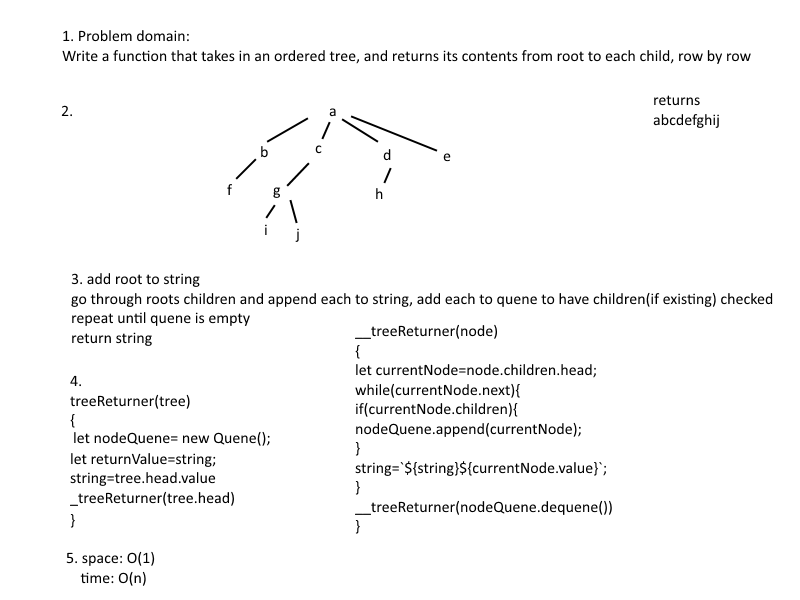 1. Problem domain:
Write a function that takes in an ordered tree, and returns its contents from root to each child, row by row
2.
returns
abcdefghij
a
b
c
d
e
f
g
h
i
j
3. add root to string
go through roots children and append each to string, add each to quene to have children(if existing) checked
repeat until quene is empty
return string
4.
treeReturner(tree)
{
let nodeQuene= new Quene();
let returnValue=string;
string=tree.head.value
_treeReturner(tree.head)
}
__treeReturner(node)
{
let currentNode=node.children.head;
while(currentNode.next){
if(currentNode.children){
nodeQuene.append(currentNode);
}
string=`${string}${currentNode.value}`;
}
__treeReturner(nodeQuene.dequene())
}
5. space: O(1)
time: O(n)